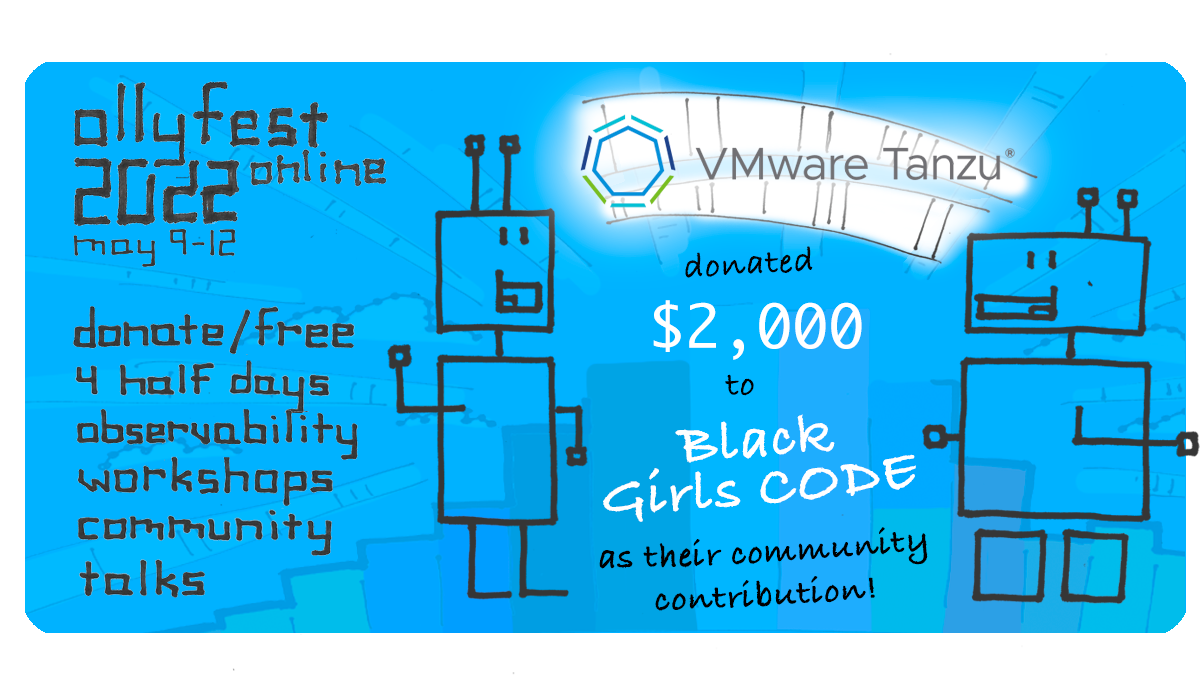 ollyfest
2022 online
may 9-12
donate/free
4 half days
observability
workshops
community
talks
VMware Tanzu®
donated
$2,000
to
Black
Girls CODE
as their community
contribution!